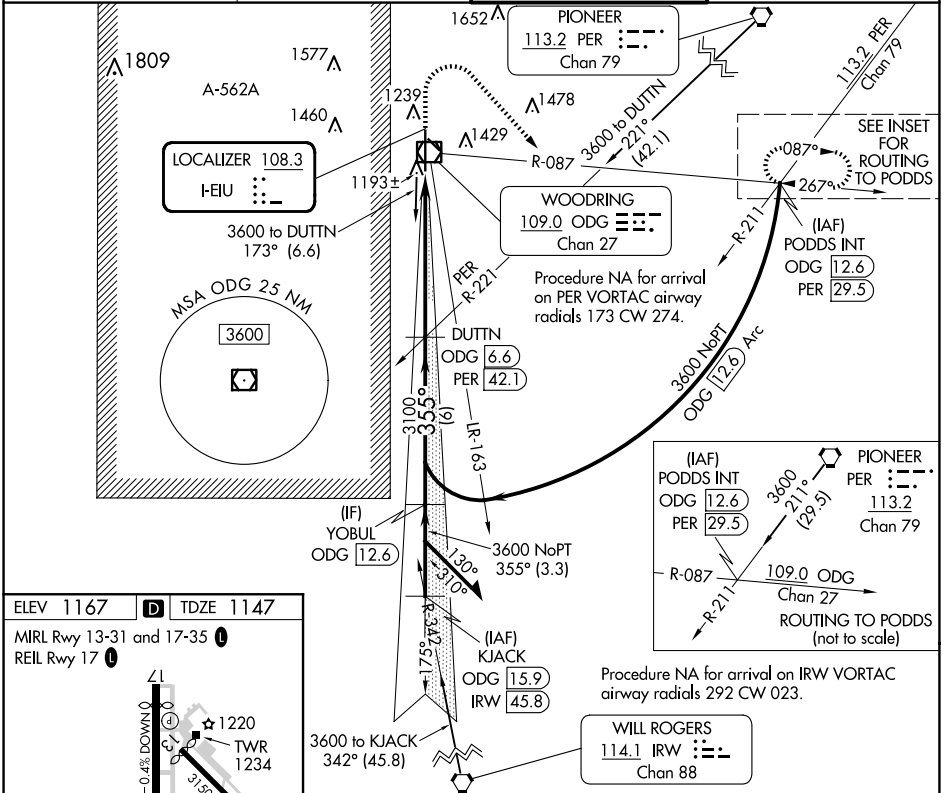 1652
PIONEER
113.2 PER
Chan 79
113.2 PER
Chan 79
1809
1577
A-562A
1460
1239
1478
1429
3600 to DUTTN
221°
(42.1)
SEE INSET
FOR
ROUTING
TO PODDS
087°
267°
LOCALIZER 108.3
I-EIU
R-087
1193±
WOODRING
109.0 ODG
Chan 27
R-211
(IAF)
PODDS INT
ODG 12.6
PER 29.5
3600 to DUTTN
173° (6.6)
PER
R-221
Procedure NA for arrival
on PER VORTAC airway
radials 173 CW 274.
MSA ODG 25 NM
3600
DUTTN
ODG 6.6
PER 42.1
3600 NoPT
ODG 12.6 Arc
3100
355°
(6)
LR-163
(IAF)
PODDS INT
ODG 12.6
PER 29.5
3600
211°
(29.5)
PIONEER
PER
113.2
Chan 79
R-087
109.0 ODG
Chan 27
R-211
ROUTING TO PODDS
(not to scale)
(IF)
YOBUL
ODG 12.6
3600 NoPT
355° (3.3)
130°
310°
R-342
175°
(IAF)
KJACK
ODG 15.9
IRW 45.8
Procedure NA for arrival on IRW VORTAC
airway radials 292 CW 023.
3600 to KJACK
342° (45.8)
WILL ROGERS
114.1 IRW
Chan 88
ELEV 1167 D TDZE 1147
MIRL Rwy 13-31 and 17-35 L
REIL Rwy 17 L
17
P
1220
TWR
1234
13
0.4% DOWN
3150